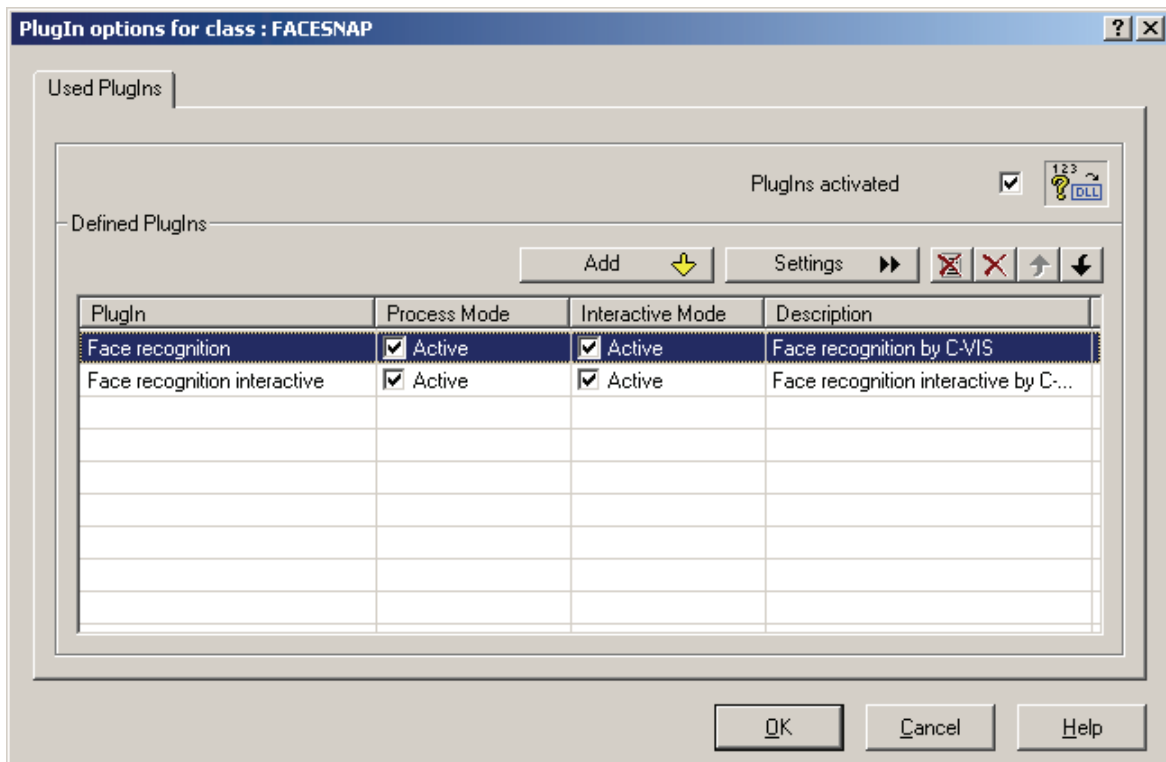 PlugIn options for class : FACESNAP
Used PlugIns
PlugIns activated
123
? DLL
Defined PlugIns
Add Settings
PlugIn Process Mode Interactive Mode Description
Face recognition Active Active Face recognition by C-VIS
Face recognition interactive Active Active Face recognition interactive by C-...
OK Cancel Help